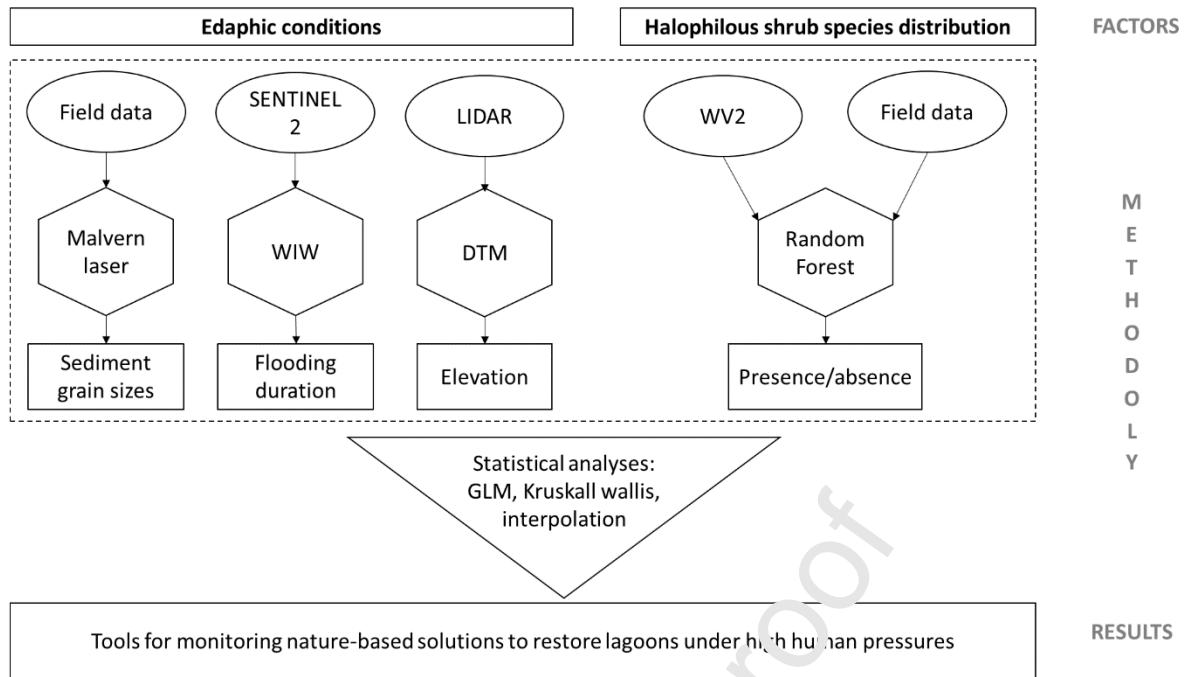 Edaphic conditions
Halophilous shrub species distribution
FACTORS
Field data
SENTINEL
2
LIDAR
WV2
Field data
Malvern
laser
WIW
DTM
Random
Forest
Sediment
grain sizes
Flooding
duration
Elevation
Presence/absence
M
E
T
H
O
D
O
L
Y
Statistical analyses:
GLM, Kruskall wallis,
interpolation
Tools for monitoring nature-based solutions to restore lagoons under high human pressures
RESULTS
roof